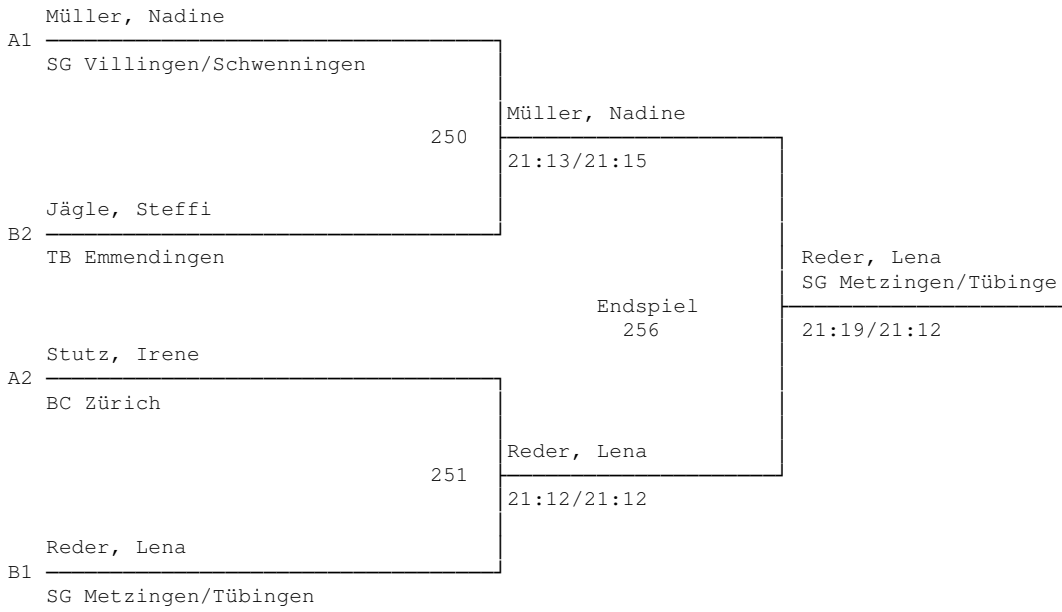 Müller, Nadine
A1
SG Villingen/Schwenningen
Müller, Nadine
250
21:13/21:15
Jägle, Steffi
B2
TB Emmendingen
Reder, Lena
SG Metzingen/Tübinge
Endspiel
256
21:19/21:12
Stutz, Irene
A2
BC Zürich
Reder, Lena
251
21:12/21:12
Reder, Lena
B1
SG Metzingen/Tübingen